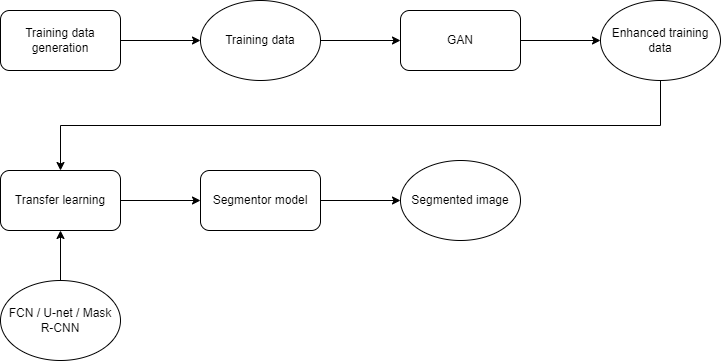 Training data
generation
Training data
GAN
Enhanced training
data
Transfer learning
Segmentor model
Segmented image
FCN / U-net / Mask
R-CNN